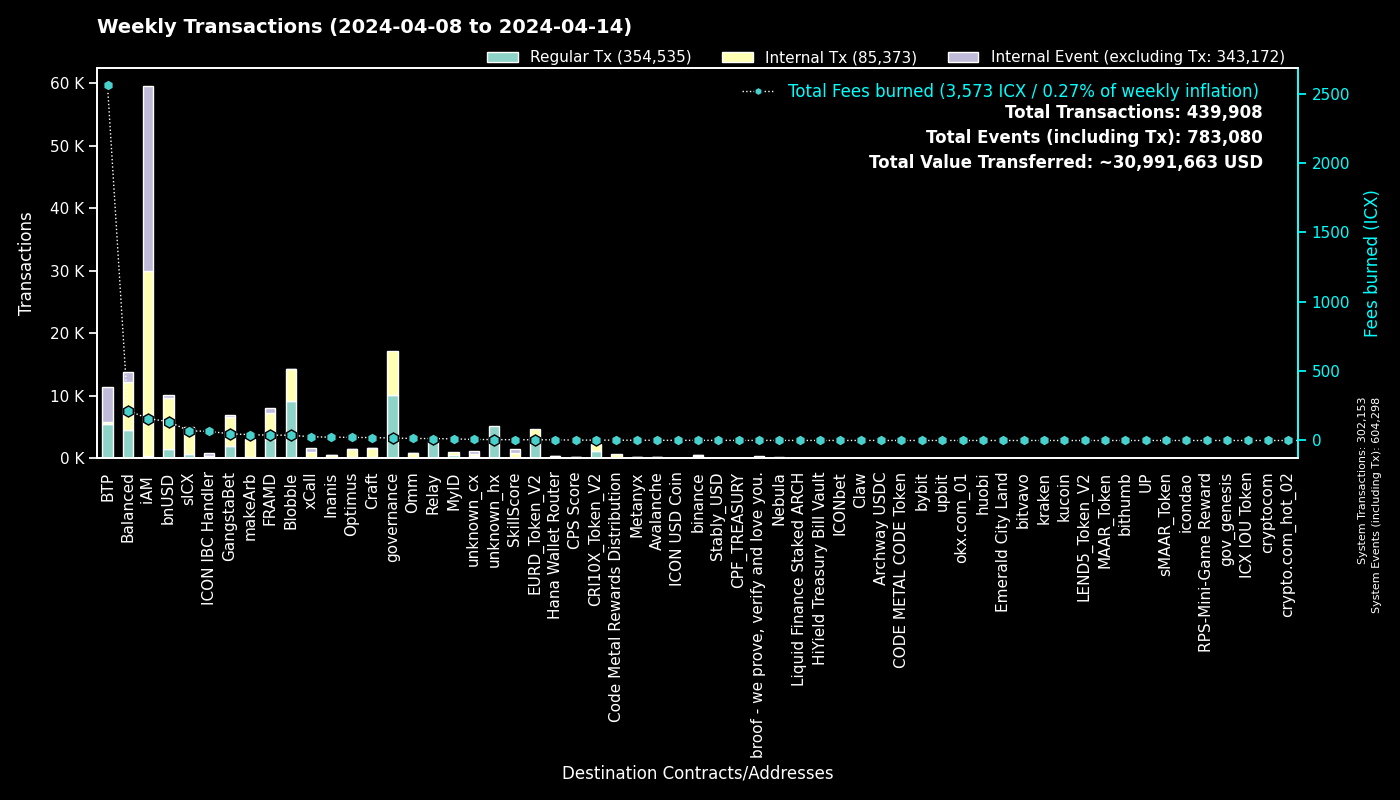 Weekly Transactions (2024-04-08 to 2024-04-14)
Regular Tx (354,535)
Internal Tx (85,373)
Internal Event (excluding Tx: 343,172)
Total Fees burned (3,573 ICX / 0.27% of weekly inflation)
Total Transactions: 439,908
Total Events (including Tx): 783,080
Total Value Transferred: ~30,991,663 USD
Transactions
60 K
50 K
40 K
30 K
20 K
10 K
0 K
2500
2000
1500
1000
500
0
Fees burned (ICX)
System Transactions: 302,153
System Events (including Tx): 604,298
BTP
Balanced
iAM
bnUSD
sICX
ICON IBC Handler
GangstaBet
makeArb
FRAMD
Blobble
xCall
Inanis
Optimus
Craft
governance
Omm
Relay
MyID
unknown_cx
unknown_hx
SkillScore
EURD_Token_V2
Hana Wallet Router
CPS Score
CRI10X_Token_V2
Code Metal Rewards Distribution
Metanyx
Avalanche
ICON USD Coin
binance
Stably_USD
CPF_TREASURY
broof - we prove, verify and love you.
Nebula
Liquid Finance Staked ARCH
HiYield Treasury Bill Vault
ICONbet
Claw
Archway USDC
CODE METAL CODE Token
bybit
upbit
okx.com_01
huobi
Emerald City Land
bitvavo
kraken
kucoin
LEND5_Token_V2
MAAR_Token
bithumb
UP
sMAAR_Token
icondao
RPS-Mini-Game Reward
gov_genesis
ICX IOU Token
cryptocom
crypto.com_hot_02
Destination Contracts/Addresses